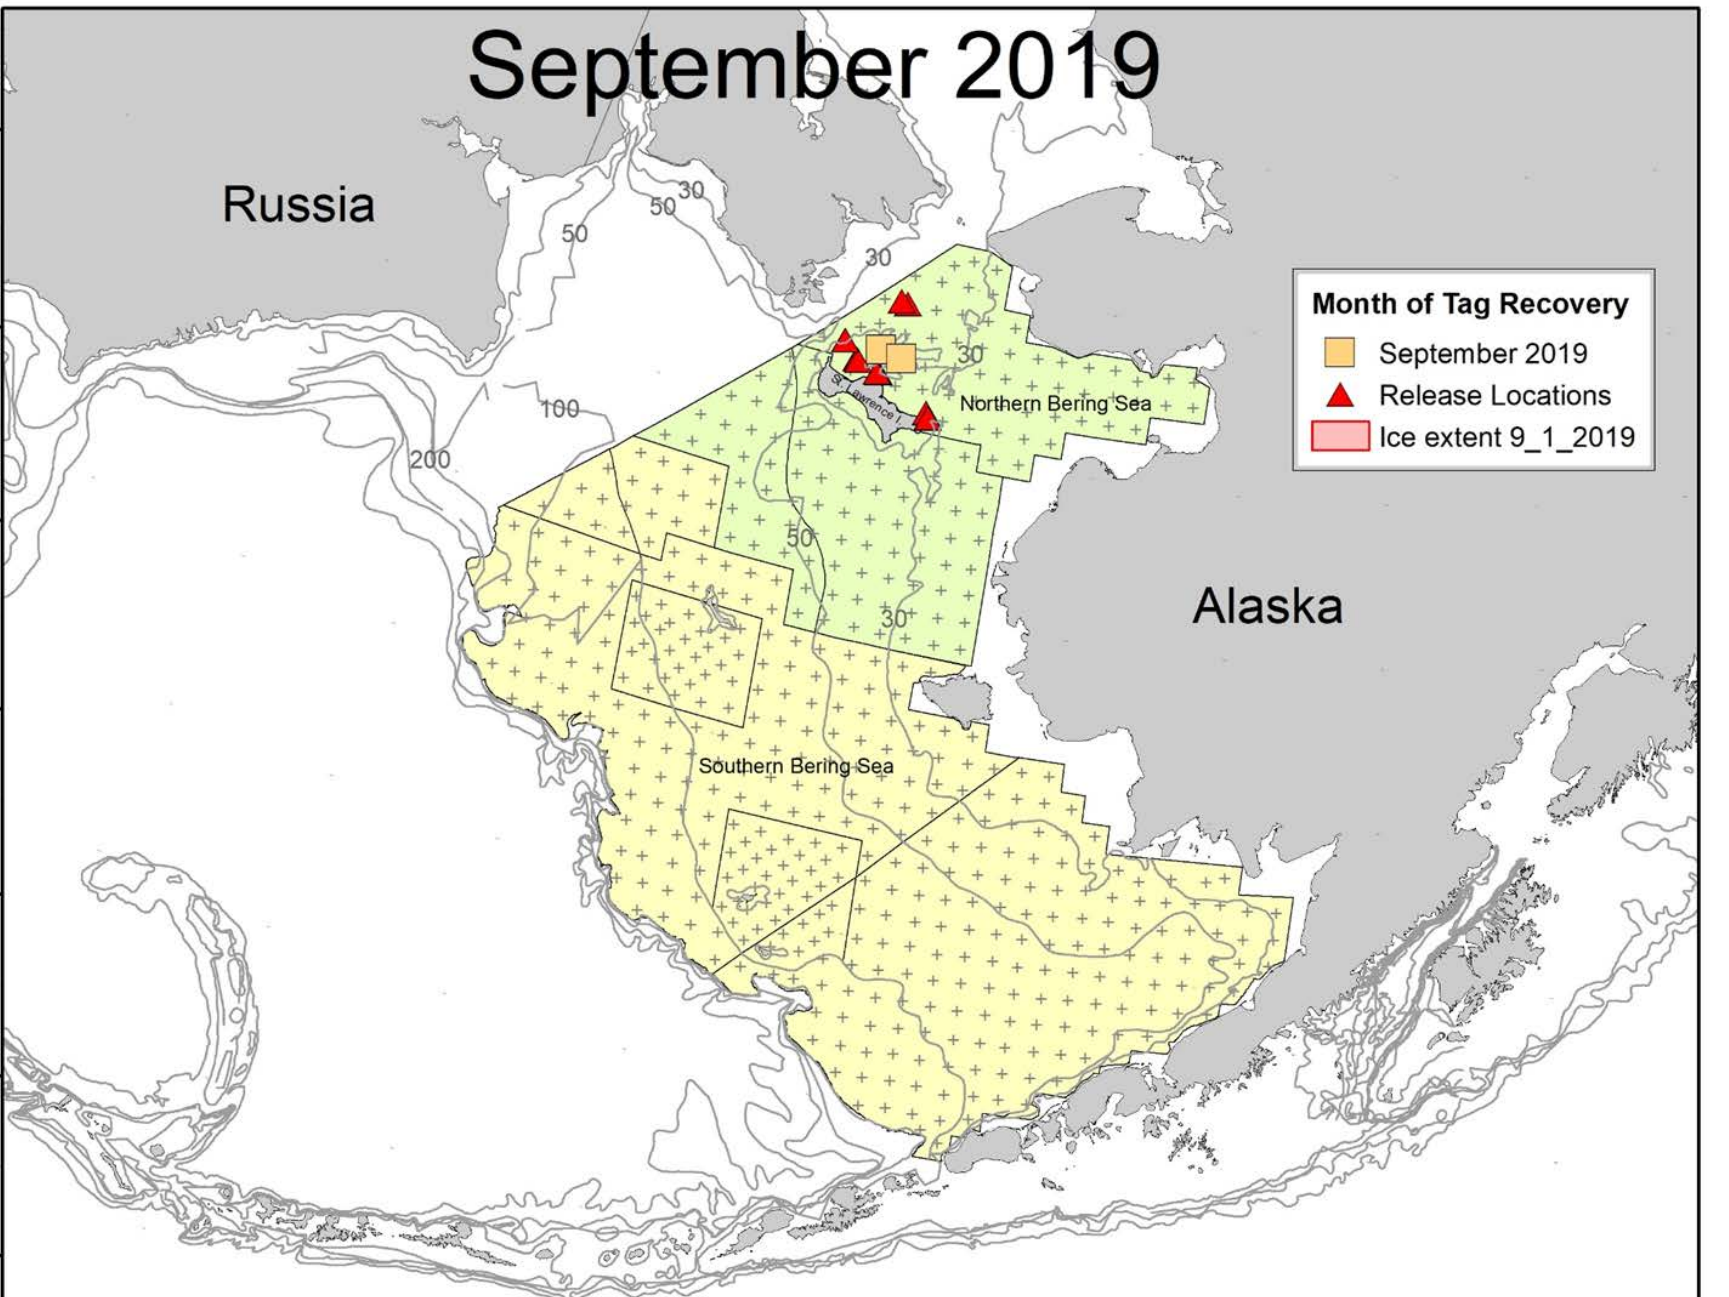 September 2019
Russia
30
50
50
30
Month of Tag Recovery
September 2019
Release Locations
Ice extent 9_1_2019
30
St. Lawrence I.
Northern Bering Sea
100
200
50
30
Alaska
Southern Bering Sea